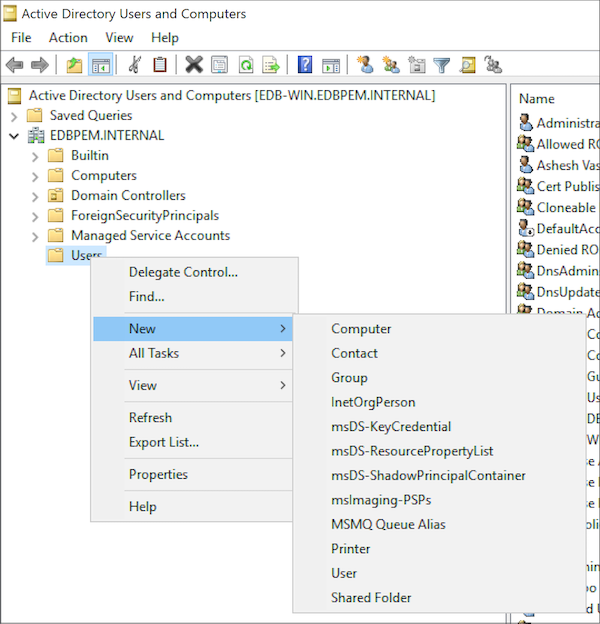 Active Directory Users and Computers
File Action View Help
Active Directory Users and Computers [EDB-WIN.EDBPEM.INTERNAL]
Saved Queries
EDBPEM.INTERNAL
Builtin
Computers
Domain Controllers
ForeignSecurityPrincipals
Managed Service Accounts
Users
Delegate Control...
Find...
New
All Tasks
View
Refresh
Export List...
Properties
Help
Computer
Contact
Group
InetOrgPerson
msDS-KeyCredential
msDS-ResourcePropertyList
msDS-ShadowPrincipalContainer
msImaging-PSPs
MSMQ Queue Alias
Printer
User
Shared Folder
Name
Administra
Allowed RO
Ashesh Vas
Cert Publis
Cloneable
DefaultAcc
Denied RO
DnsAdmin
DnsUpdate
Domain Ad